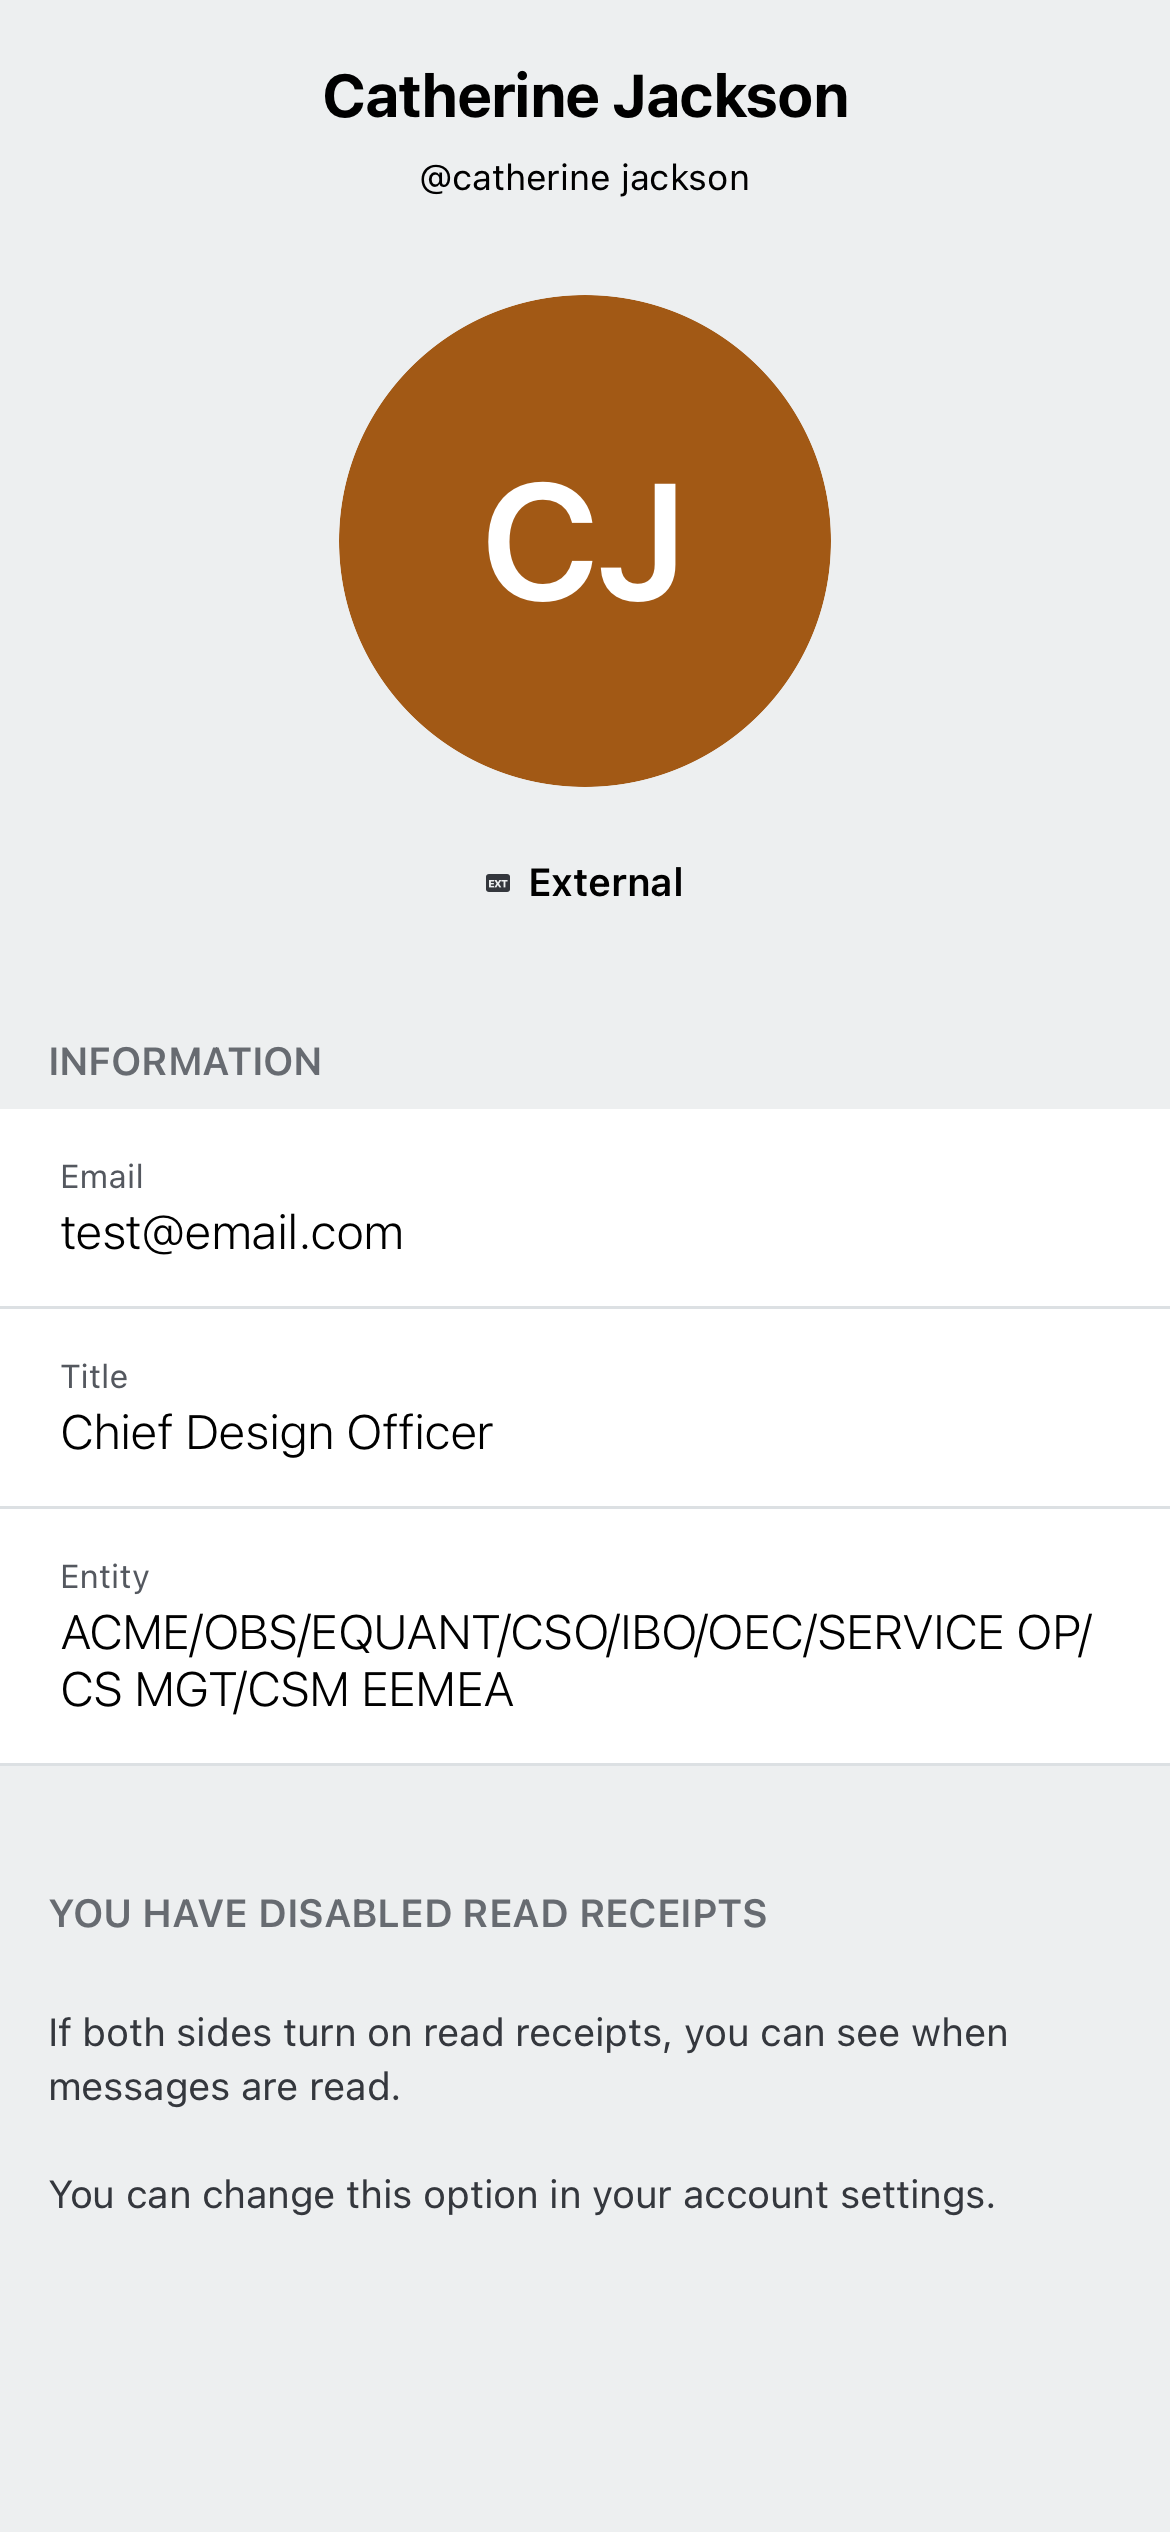 Catherine Jackson
@catherine jackson
CJ
EXT External
INFORMATION
Email
test@email.com
Title
Chief Design Officer
Entity
ACME/OBS/EQUANT/CSO/IBO/OEC/SERVICE OP/
CS MGT/CSM EEMEA
YOU HAVE DISABLED READ RECEIPTS
If both sides turn on read receipts, you can see when
messages are read.
You can change this option in your account settings.